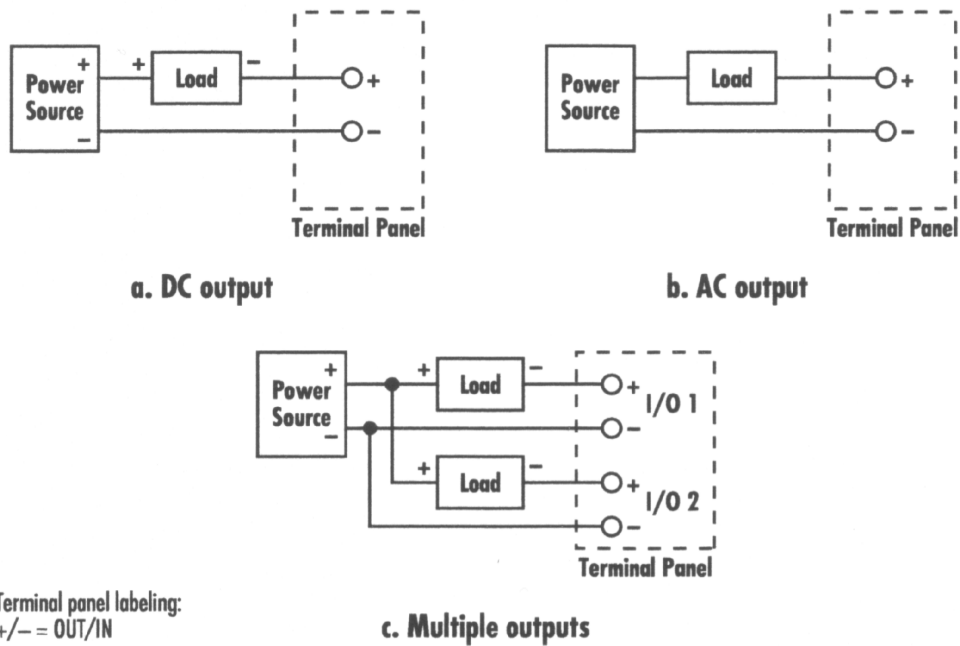 +
+
Load
–
+
–
Power
Source
–
Terminal Panel
a. DC output
Power
Source
Load
+
–
Terminal Panel
b. AC output
Power
Source
+
–
+
Load
–
+
–
I/O 1
+
Load
–
+
–
I/O 2
Terminal Panel
c. Multiple outputs
Terminal panel labeling:
+/– = OUT/IN